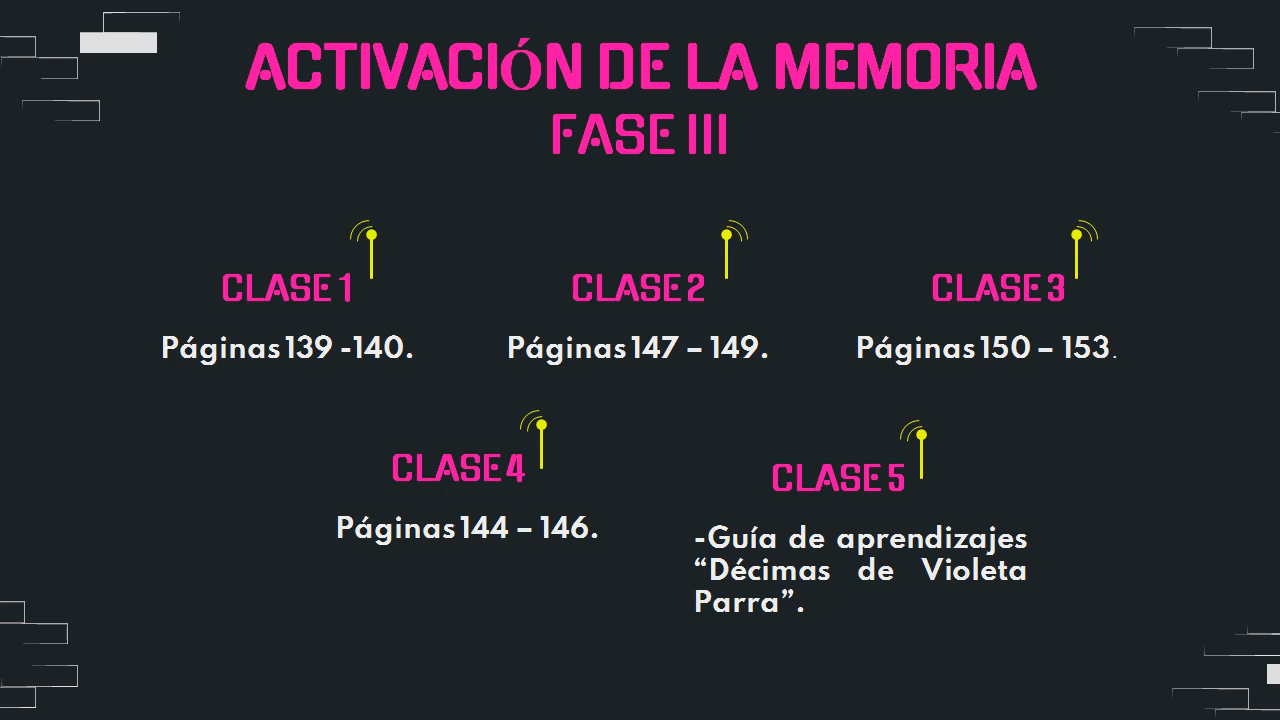 ACTIVACIÓN DE LA MEMORIA
FASE III
CLASE 1
Páginas 139 -140.
CLASE 2
Páginas 147 – 149.
CLASE 3
Páginas 150 – 153.
CLASE 4
Páginas 144 – 146.
CLASE 5
-Guía de aprendizajes
“Décimas de Violeta
Parra”.